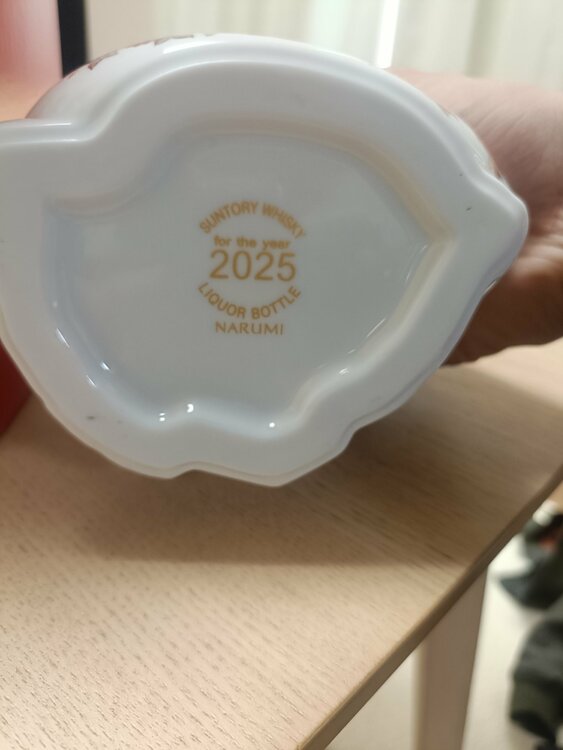 SUNTORY WHISKY
for the year
2025
LIQUOR BOTTLE
NARUMI